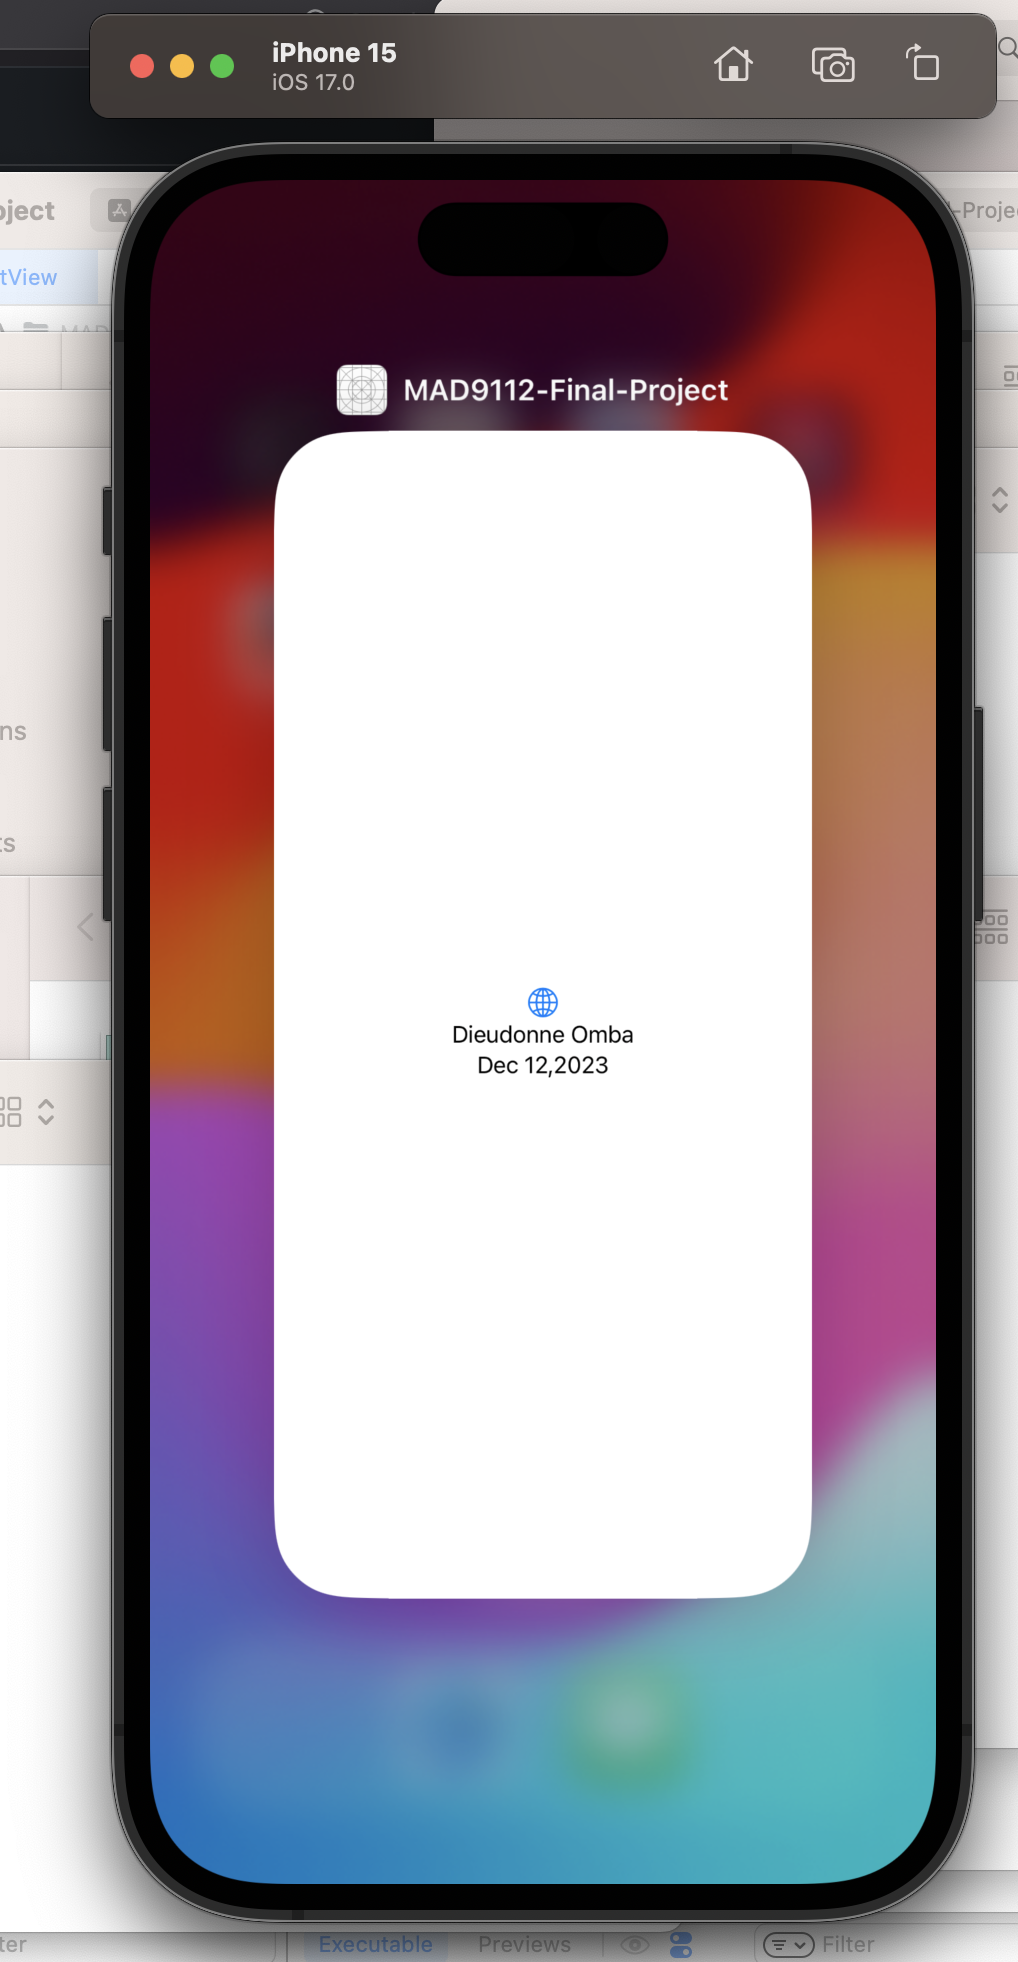 iPhone 15
iOS 17.0
oject
l-Proje
tView
MAD
MAD9112-Final-Project
ns
ts
Dieudonne Omba
Dec 12,2023
ter
Executable
Previews
Filter